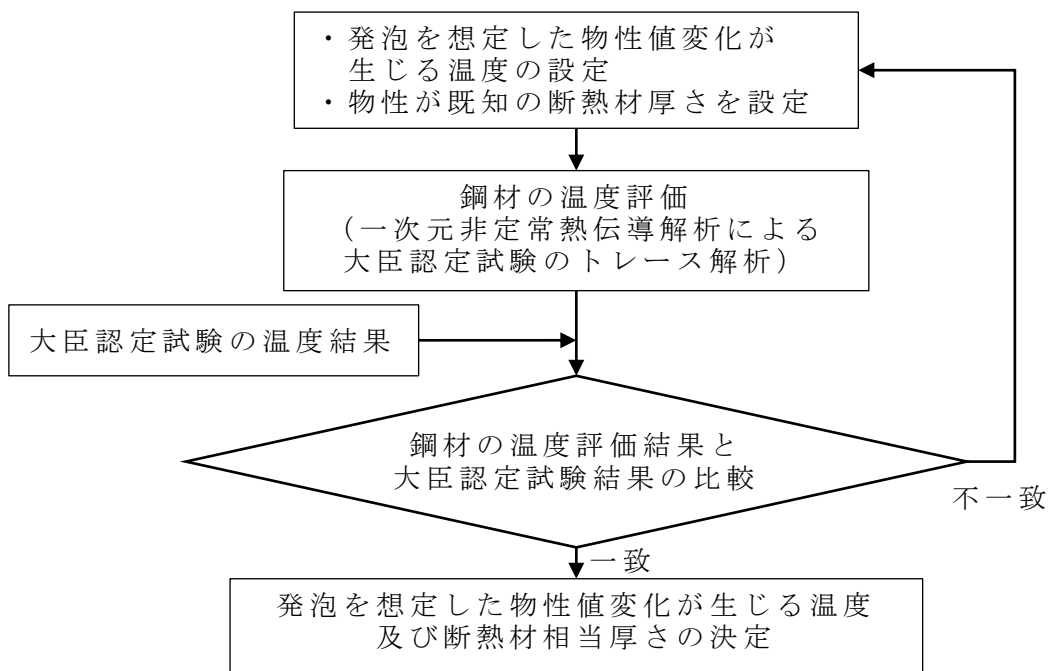 ・発泡を想定した物性値変化が
生じる温度の設定
・物性が既知の断熱材厚さを設定
鋼材の温度評価
(一次元非定常熱伝導解析による
大臣認定試験のトレース解析)
大臣認定試験の温度結果
鋼材の温度評価結果と
大臣認定試験結果の比較
不一致
一致
発泡を想定した物性値変化が生じる温度
及び断熱材相当厚さの決定